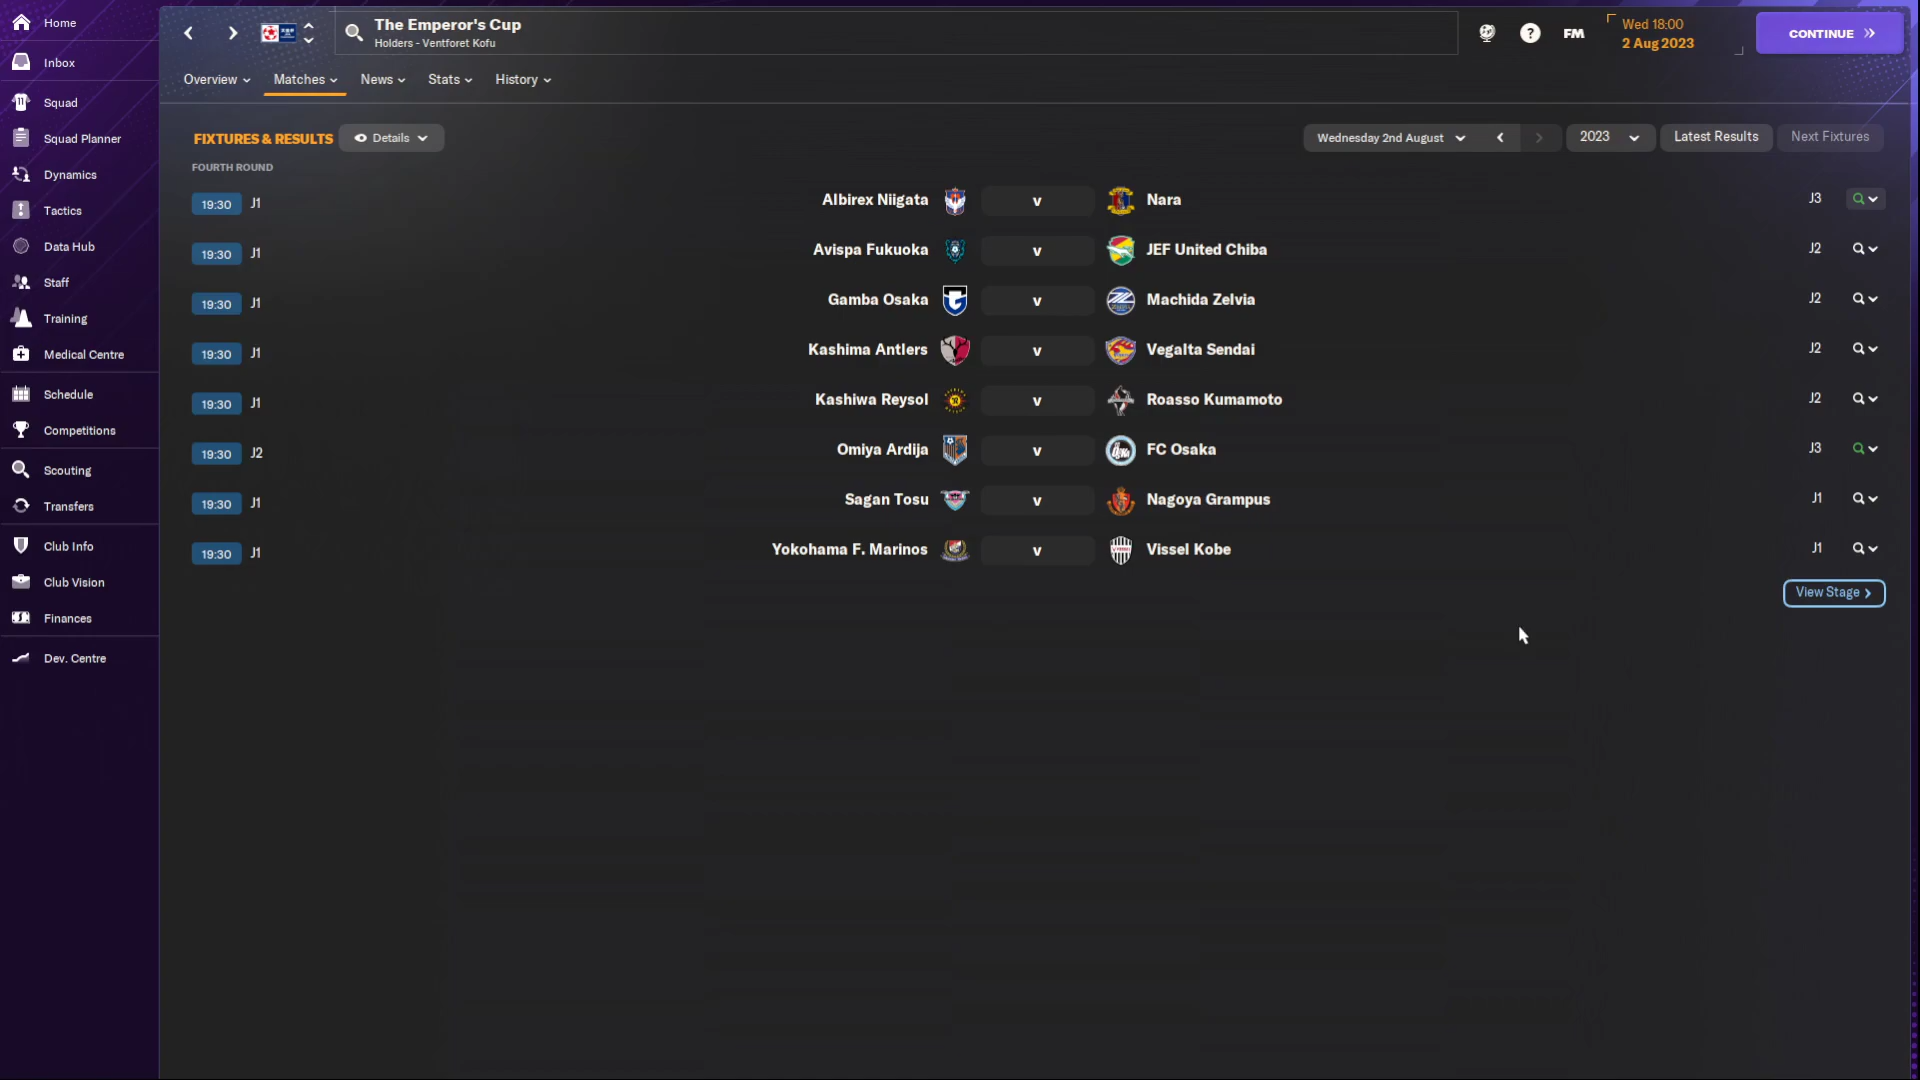 Home
Inbox
Squad
Squad Planner
Dynamics
Tactics
Data Hub
Staff
Training
Medical Centre
Schedule
Competitions
Scouting
Transfers
Club Info
Club Vision
Finances
Dev. Centre
The Emperor's Cup
Holders - Ventforet Kofu
? FM
Wed 18:00
2 Aug 2023
CONTINUE
Overview Matches News Stats History
FIXTURES & RESULTS Details Wednesday 2nd August 2023 Latest Results Next Fixtures
FOURTH ROUND
19:30 J1 Albirex Niigata v Nara J3
19:30 J1 Avispa Fukuoka v JEF United Chiba J2
19:30 J1 Gamba Osaka v Machida Zelvia J2
19:30 J1 Kashima Antlers v Vegalta Sendai J2
19:30 J1 Kashiwa Reysol v Roasso Kumamoto J2
19:30 J2 Omiya Ardija v FC Osaka J3
19:30 J1 Sagan Tosu v Nagoya Grampus J1
19:30 J1 Yokohama F. Marinos v Vissel Kobe J1
View Stage